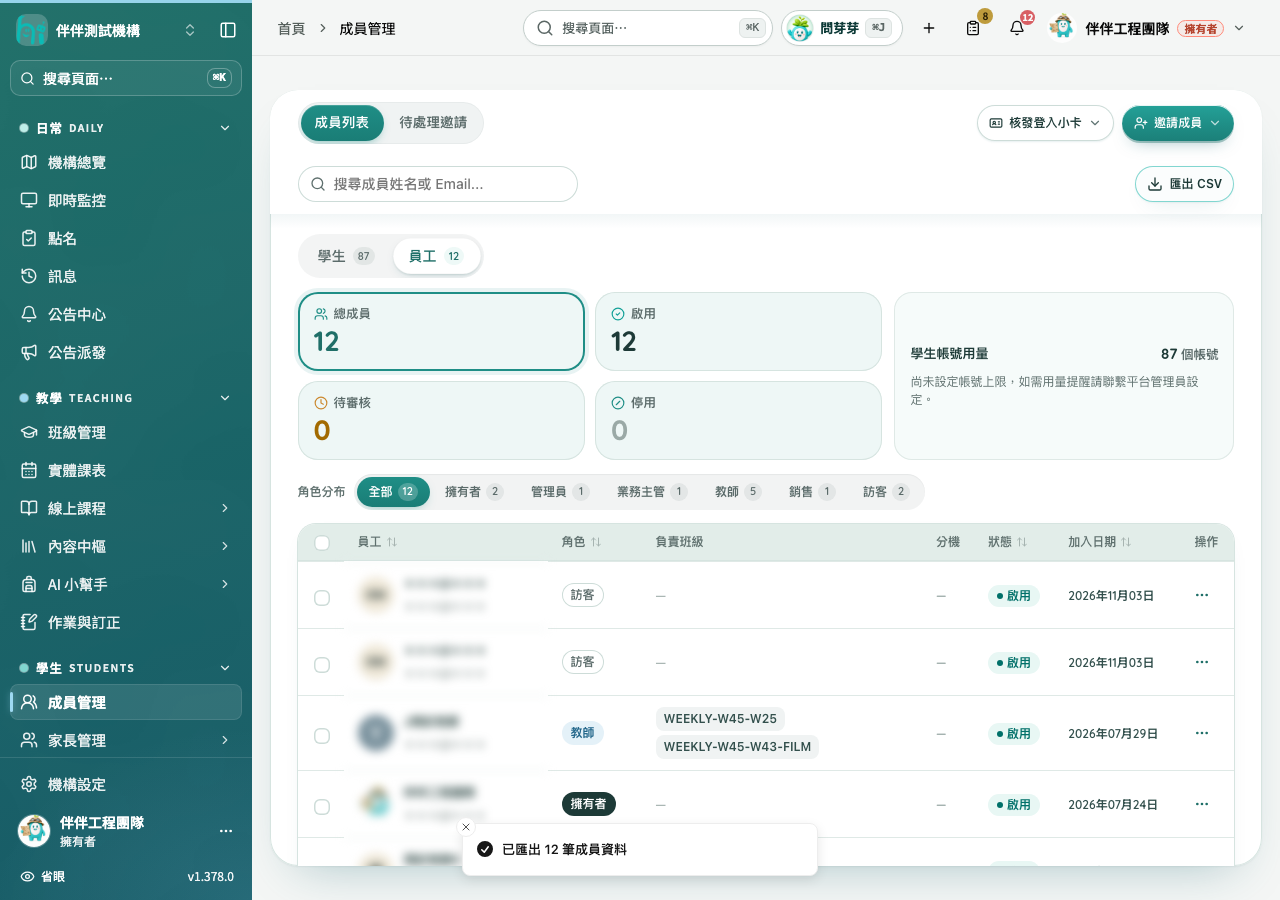 伴伴測試機構
搜尋頁面… ⌘K
日常 DAILY
機構總覽
即時監控
點名
訊息
公告中心
公告派發
教學 TEACHING
班級管理
實體課表
線上課程
內容中樞
AI 小幫手
作業與訂正
學生 STUDENTS
成員管理
家長管理
機構設定
伴伴工程團隊
擁有者
省眼 v1.378.0
首頁 成員管理 搜尋頁面… ⌘K 問芽芽 ⌘J 8 12 伴伴工程團隊 擁有者
成員列表 待處理邀請 核發登入小卡 邀請成員
搜尋成員姓名或 Email... 匯出 CSV
學生 87 員工 12
總成員
12
啟用
12
待審核
0
停用
0
學生帳號用量 87 個帳號
尚未設定帳號上限，如需用量提醒請聯繫平台管理員設
定。
角色分布 全部 12 擁有者 2 管理員 1 業務主管 1 教師 5 銷售 1 訪客 2
員工 角色 負責班級 分機 狀態 加入日期 操作
訪客 — — 啟用 2026年11月03日
訪客 — — 啟用 2026年11月03日
教師 WEEKLY-W45-W25 — 啟用 2026年07月29日
WEEKLY-W45-W43-FILM
擁有者 — — 啟用 2026年07月24日
已匯出 12 筆成員資料